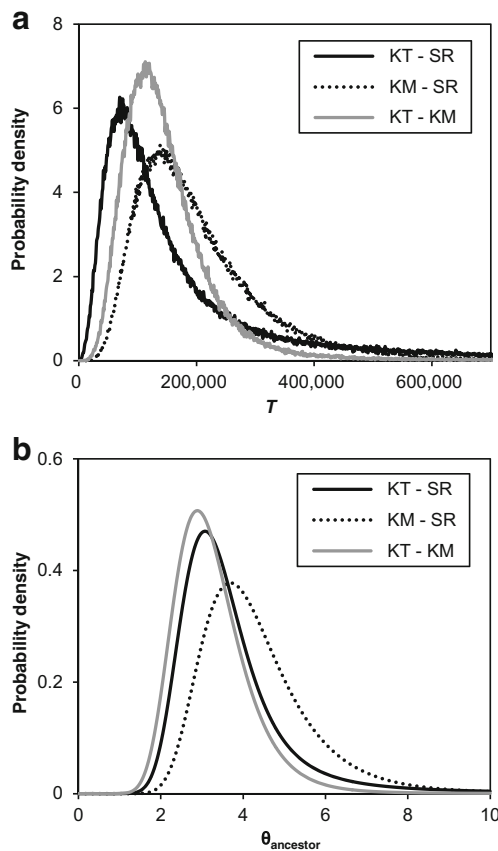 a
8
KT - SR
KM - SR
KT - KM
6
Probability density
4
2
0
0 200,000 400,000 600,000
T
b
0.6
KT - SR
KM - SR
KT - KM
0.4
Probability density
0.2
0
0 2 4 6 8 10
θancestor